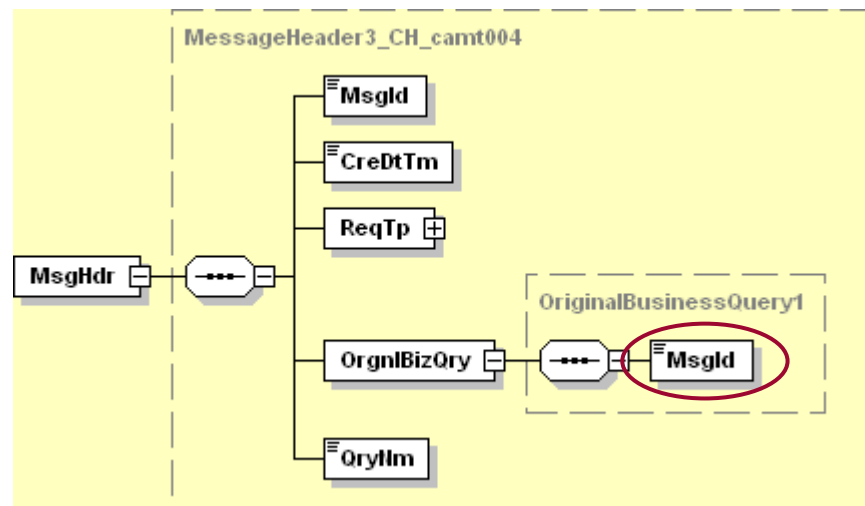 MessageHeader3_CH_camt004
MsgId
CreDtTm
ReqTp
MsgHdr
OriginalBusinessQuery1
OrgnlBizQry
MsgId
QryNm